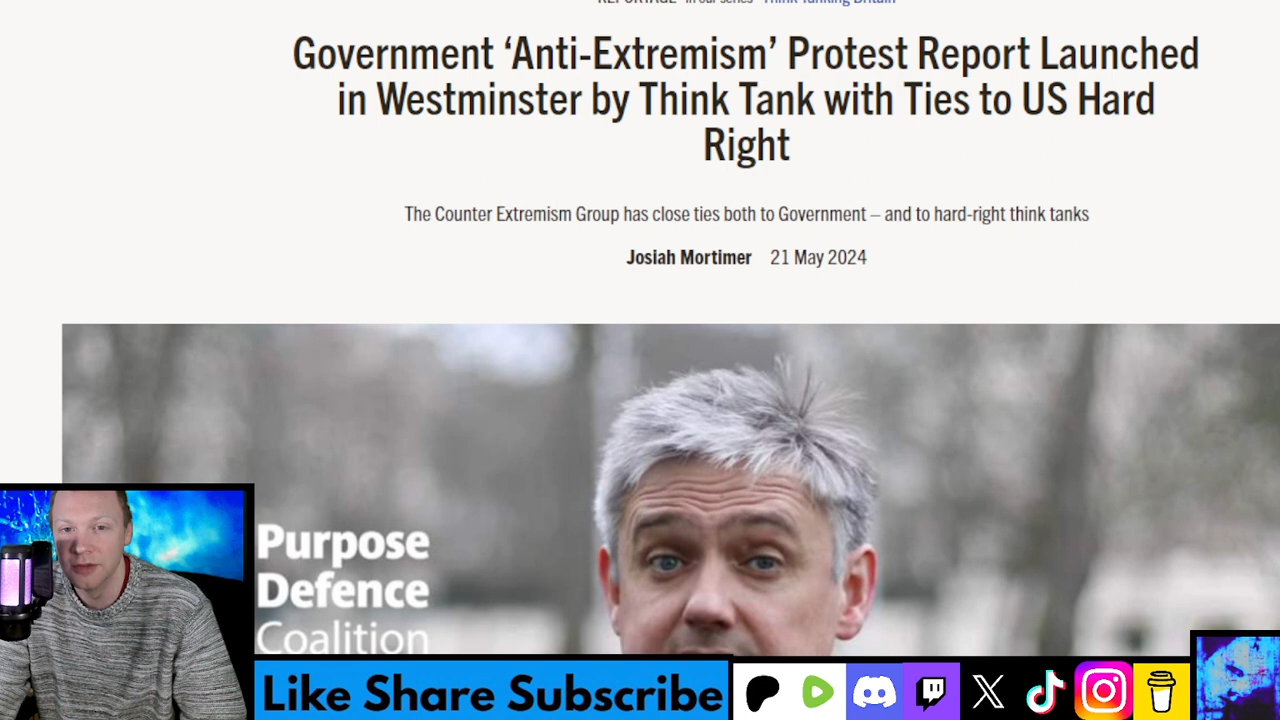 REPORTAGE in our series Think Tanking Britain
Government ‘Anti-Extremism’ Protest Report Launched
in Westminster by Think Tank with Ties to US Hard
Right
The Counter Extremism Group has close ties both to Government – and to hard-right think tanks
Josiah Mortimer 21 May 2024
Purpose
Defence
Coalition
Like Share Subscribe